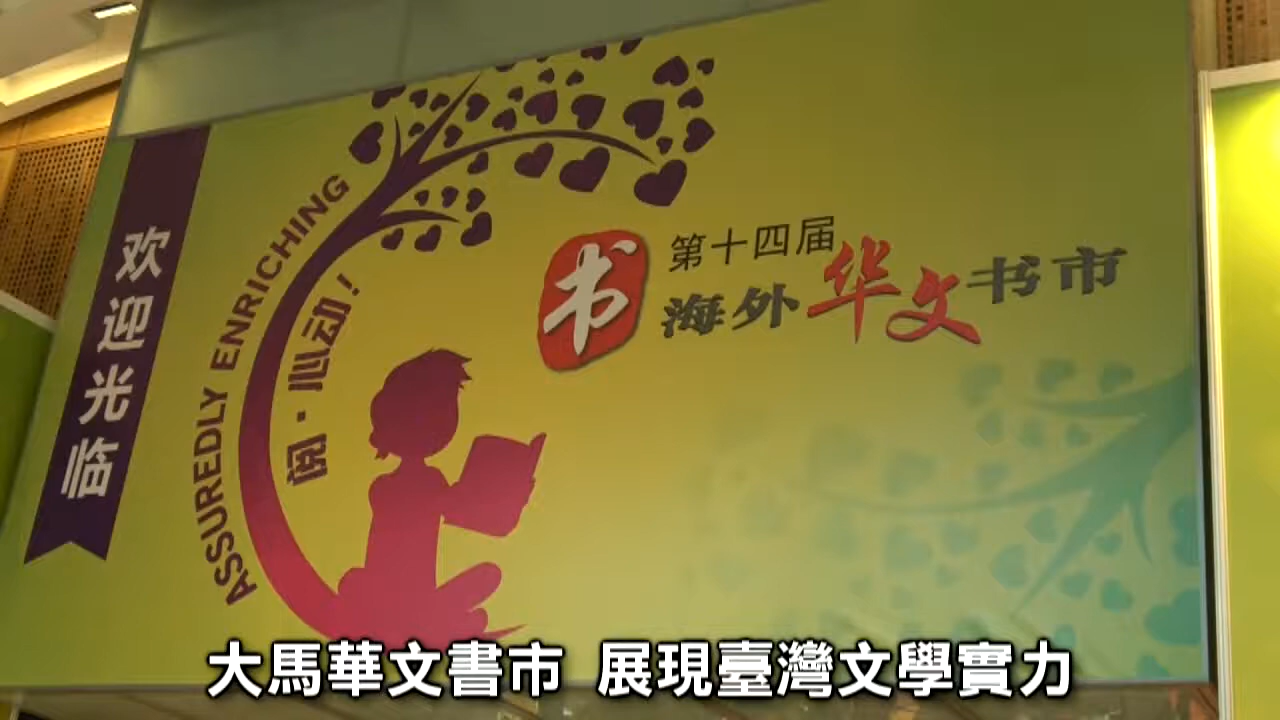 欢迎光临
ASSUREDLY ENRICHING
阅·心动!
书
第十四届
海外华文书市
大馬華文書市 展現臺灣文學實力